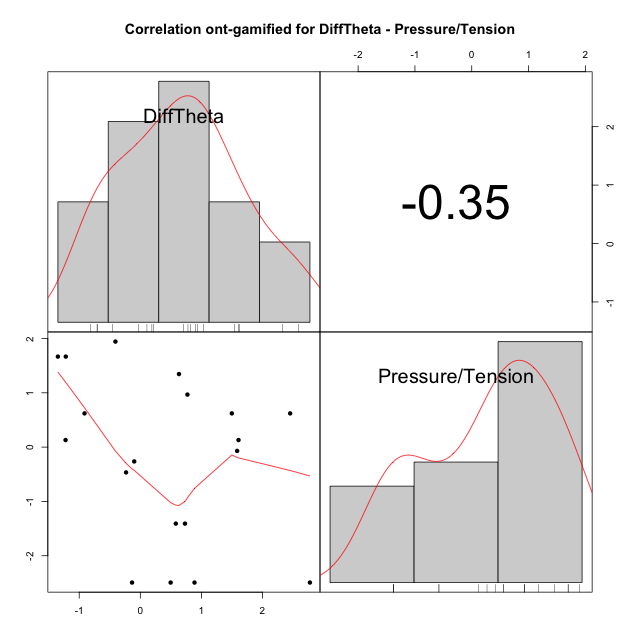 Correlation ont-gamified for DiffTheta - Pressure/Tension
-2 -1 0 1 2
DiffTheta
-0.35
2
1
0
-1
2
1
0
-1
-2
Pressure/Tension
-1 0 1 2